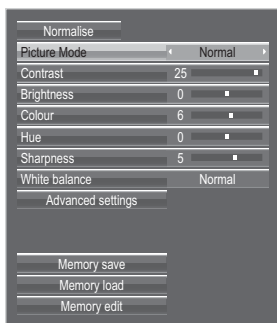 Normalise
Picture Mode Normal
Contrast 25
Brightness 0
Colour 6
Hue 0
Sharpness 5
White balance Normal
Advanced settings
Memory save
Memory load
Memory edit